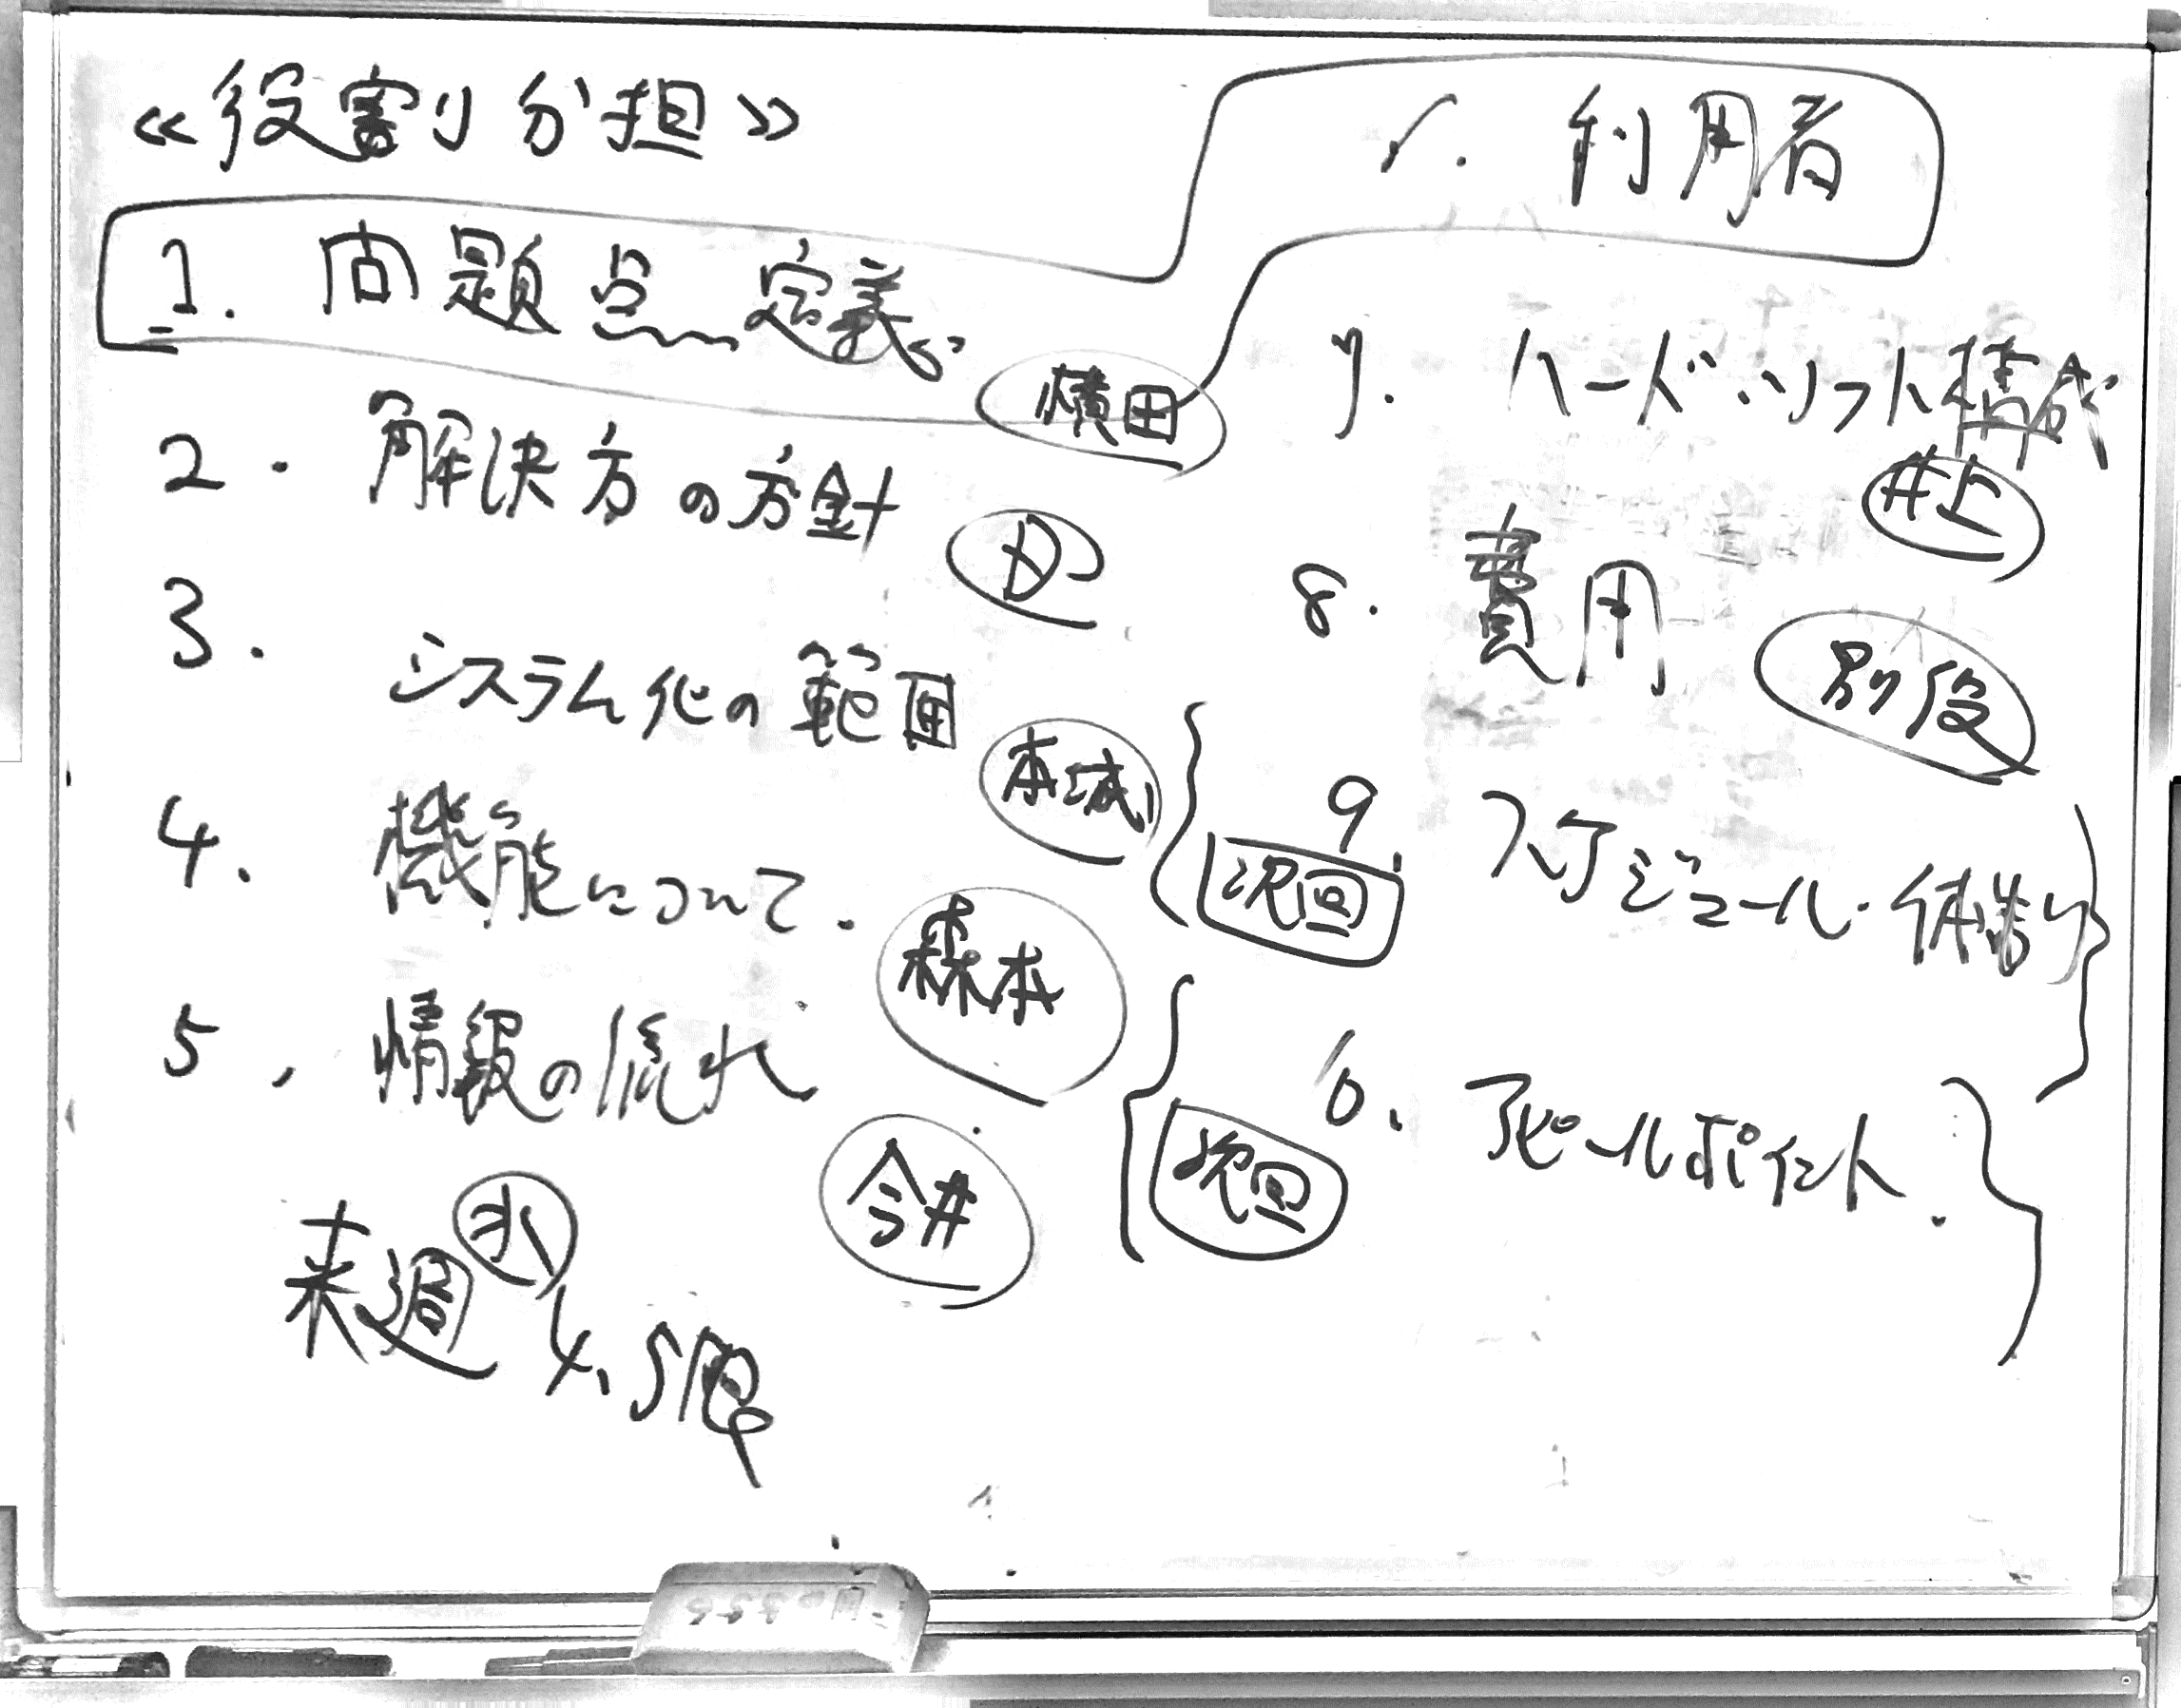 ≪役割分担≫
1. 問題点 定義
横田
2. 解決方の方針
3. システム化の範囲
本城
4. 機能について.
森本
5. 情報の流れ
今井
来週 水 4、5限
利用者
7. ハード・ソフト構成
井上
8. 費用
別役
9. スケジュール・体制
次回
アピールポイント.
次回